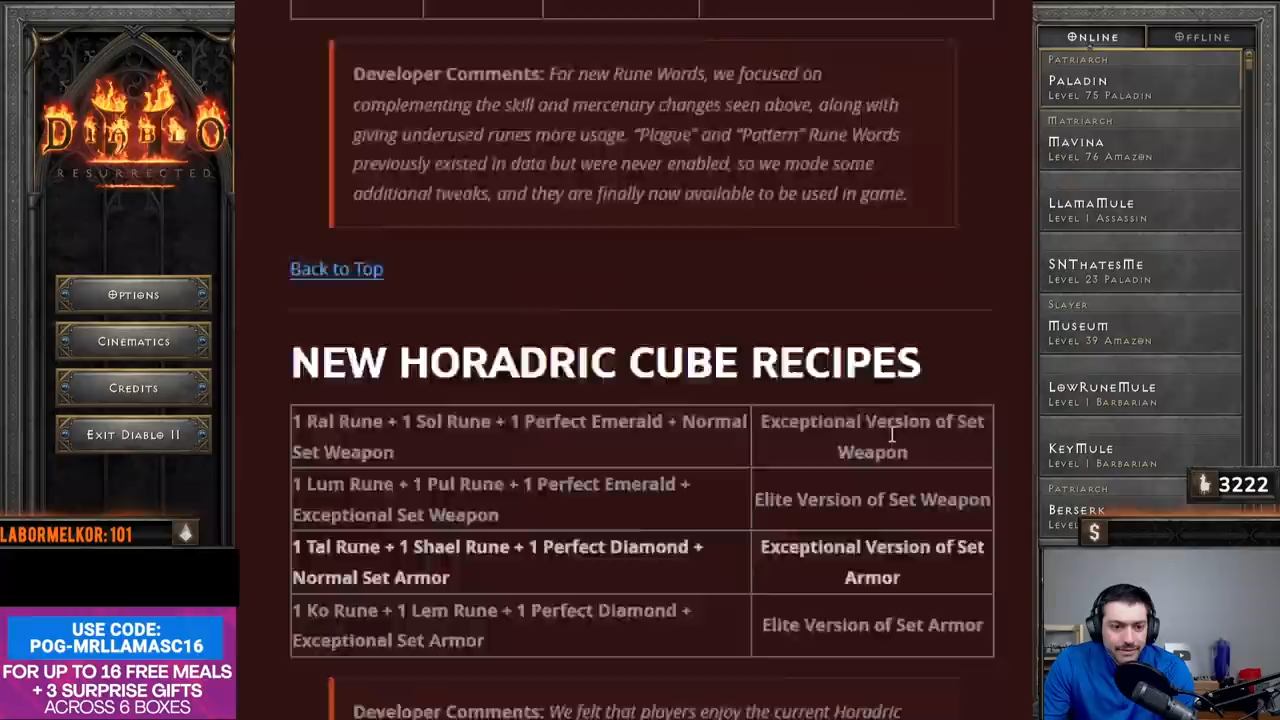 DIABLO
RESURRECTED
Options
Cinematics
Credits
Exit Diablo II
LABORMELKOR: 101
USE CODE:
POG-MRLLAMASC16
FOR UP TO 16 FREE MEALS
+ 3 SURPRISE GIFTS
ACROSS 6 BOXES
Developer Comments: For new Rune Words, we focused on
complementing the skill and mercenary changes seen above, along with
giving underused runes more usage. “Plague” and “Pattern” Rune Words
previously existed in data but were never enabled, so we made some
additional tweaks, and they are finally now available to be used in game.
Back to Top
NEW HORADRIC CUBE RECIPES
1 Ral Rune + 1 Sol Rune + 1 Perfect Emerald + Normal
Set Weapon
Exceptional Version of Set
Weapon
1 Lum Rune + 1 Pul Rune + 1 Perfect Emerald +
Exceptional Set Weapon
Elite Version of Set Weapon
1 Tal Rune + 1 Shael Rune + 1 Perfect Diamond +
Normal Set Armor
Exceptional Version of Set
Armor
1 Ko Rune + 1 Lem Rune + 1 Perfect Diamond +
Exceptional Set Armor
Elite Version of Set Armor
Developer Comments: We felt that players enjoy the current Horadric
Online
Offline
Patriarch
Paladin
Level 75 Paladin
Matriarch
Mavina
Level 76 Amazon
LlamaMule
Level 1 Assassin
SNThatesMe
Level 23 Paladin
Slayer
Museum
Level 39 Amazon
LowRuneMule
Level 1 Barbarian
KeyMule
Level 1 Barbarian
Patriarch
Berserk
Level
3222
$